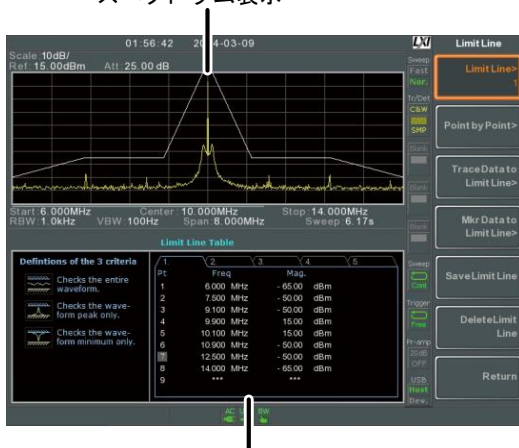 スペクトラム表示
01:56:42 2014-03-09
LXI
Limit Line
Scale:10dB/
Ref: 15.00dBm Att: 25.00 dB
Start: 6.000MHz Center: 10.000MHz Stop: 14.000MHz
RBW: 1.0kHz VBW: 100Hz Span: 8.000MHz Sweep: 6.17s
Limit Line Table
Defintions of the 3 criteria
Checks the entire
waveform.
Checks the wave-
form peak only.
Checks the wave-
form minimum only.
1. 2 3 4 5
Pt Freq Mag.
1 6.000 MHz - 65.00 dBm
2 7.500 MHz - 50.00 dBm
3 9.100 MHz - 50.00 dBm
4 9.900 MHz 15.00 dBm
5 10.100 MHz 15.00 dBm
6 10.900 MHz - 50.00 dBm
7 12.500 MHz - 50.00 dBm
8 14.000 MHz - 65.00 dBm
9 *** ***
Sweep
Fast
Nor.
Tr/Det
C&W
SMP
Blank
Blank
Blank
Sweep
Cont
Trigger
Free
Pr-amp
20dB
OFF
USB
Host
Dev.
AC BW
Limit Line>
1
Point by Point>
Trace Data to
Limit Line>
Mkr Data to
Limit Line>
Save Limit Line
Delete Limit
Line
Return